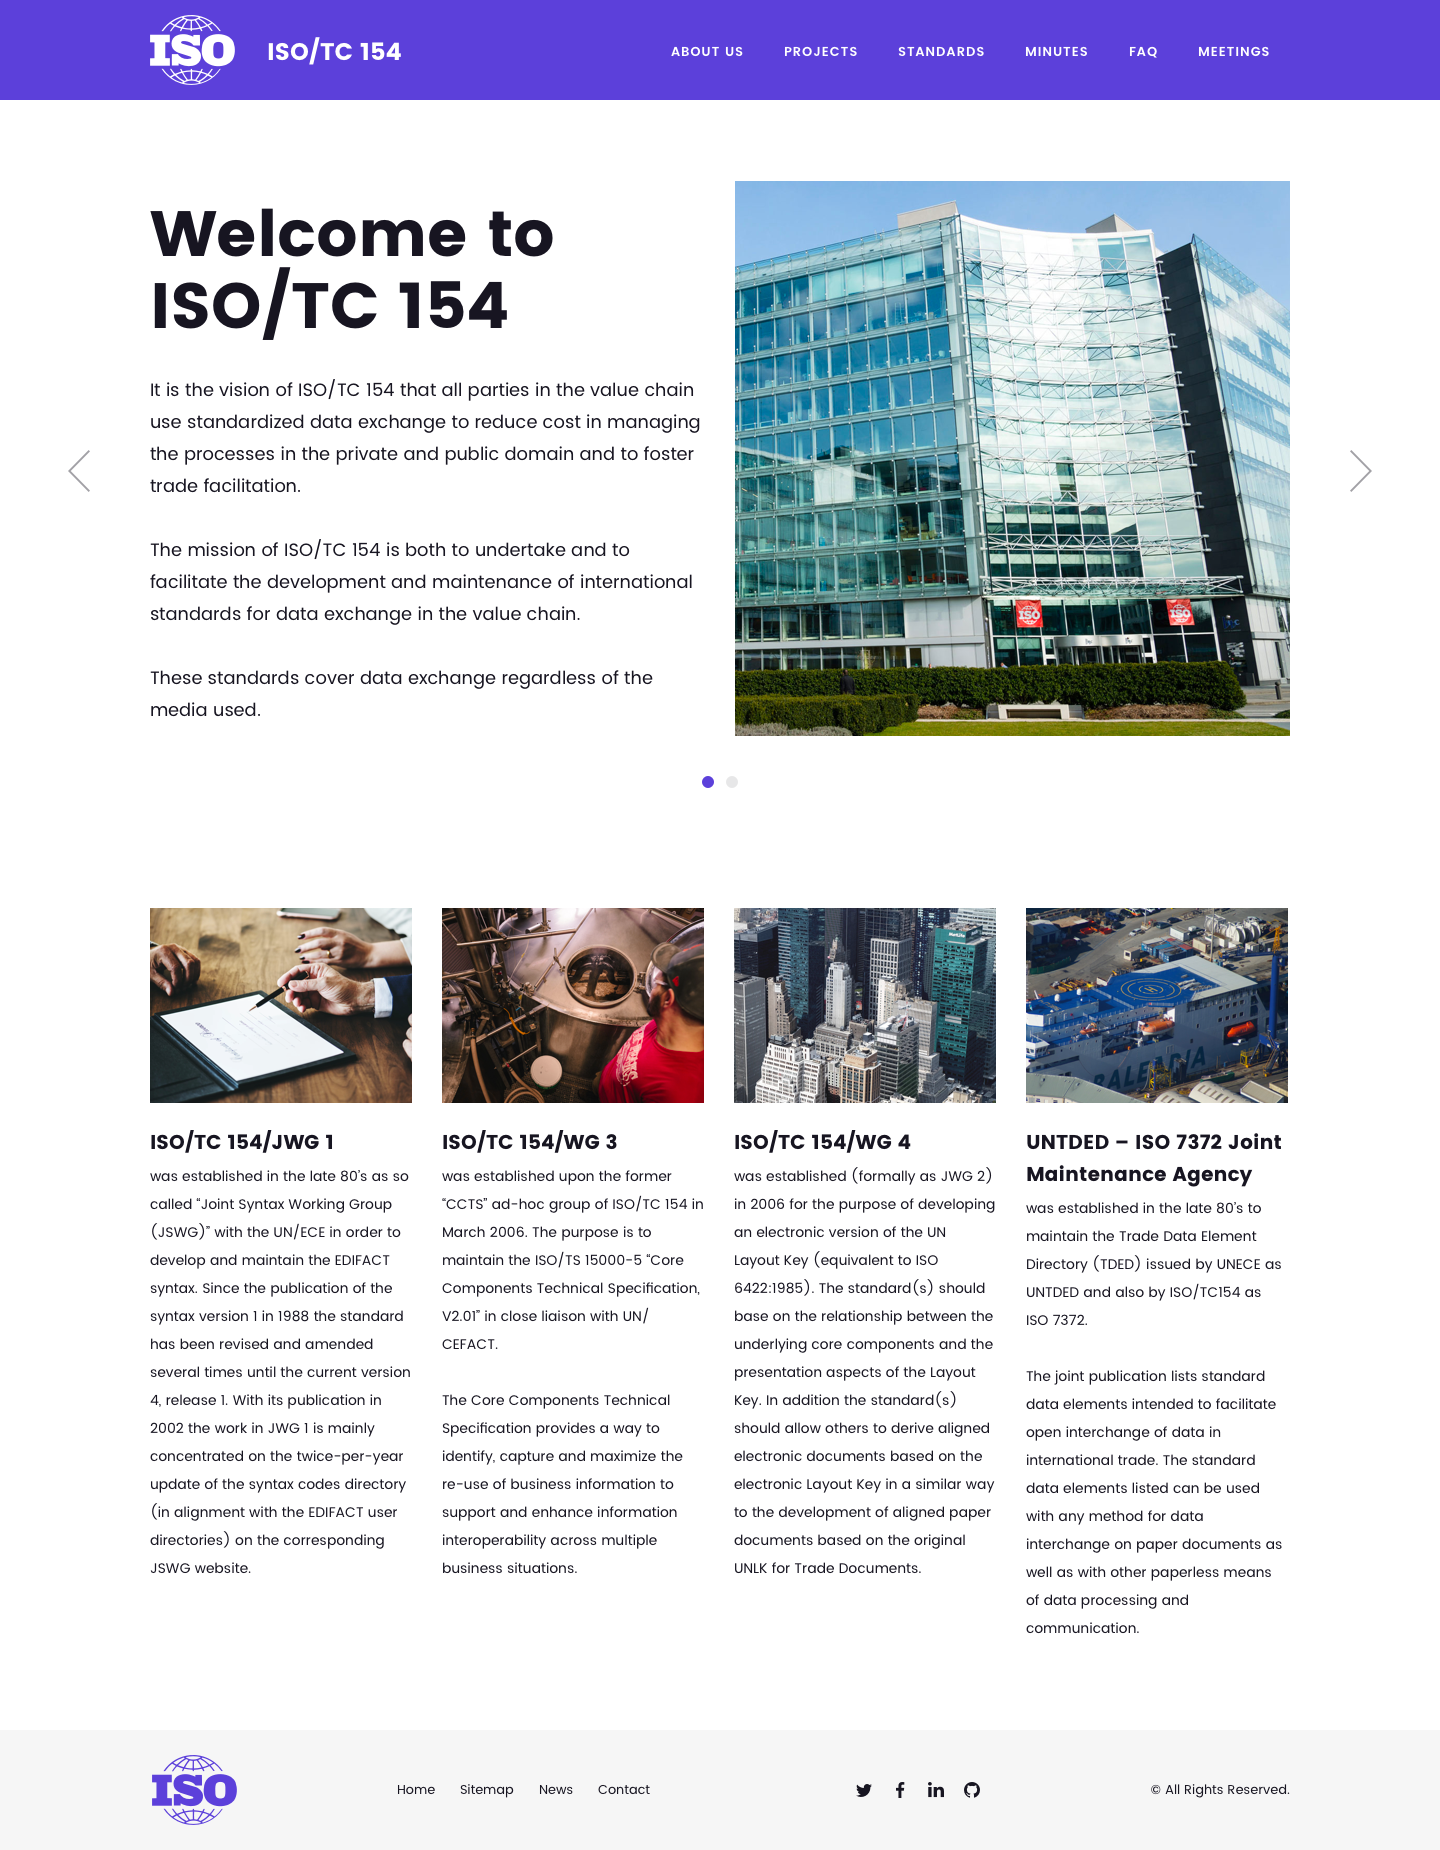 ISO
ISO/TC 154
ABOUT US
PROJECTS
STANDARDS
MINUTES
FAQ
MEETINGS
Welcome to
ISO/TC 154
It is the vision of ISO/TC 154 that all parties in the value chain
use standardized data exchange to reduce cost in managing
the processes in the private and public domain and to foster
trade facilitation.
The mission of ISO/TC 154 is both to undertake and to
facilitate the development and maintenance of international
standards for data exchange in the value chain.
These standards cover data exchange regardless of the
media used.
ISO
ISO
MetLife
ISO/TC 154/JWG 1
was established in the late 80’s as so
called “Joint Syntax Working Group
(JSWG)” with the UN/ECE in order to
develop and maintain the EDIFACT
syntax. Since the publication of the
syntax version 1 in 1988 the standard
has been revised and amended
several times until the current version
4, release 1. With its publication in
2002 the work in JWG 1 is mainly
concentrated on the twice-per-year
update of the syntax codes directory
(in alignment with the EDIFACT user
directories) on the corresponding
JSWG website.
ISO/TC 154/WG 3
was established upon the former
“CCTS” ad-hoc group of ISO/TC 154 in
March 2006. The purpose is to
maintain the ISO/TS 15000-5 “Core
Components Technical Specification,
V2.01” in close liaison with UN/
CEFACT.
The Core Components Technical
Specification provides a way to
identify, capture and maximize the
re-use of business information to
support and enhance information
interoperability across multiple
business situations.
ISO/TC 154/WG 4
was established (formally as JWG 2)
in 2006 for the purpose of developing
an electronic version of the UN
Layout Key (equivalent to ISO
6422:1985). The standard(s) should
base on the relationship between the
underlying core components and the
presentation aspects of the Layout
Key. In addition the standard(s)
should allow others to derive aligned
electronic documents based on the
electronic Layout Key in a similar way
to the development of aligned paper
documents based on the original
UNLK for Trade Documents.
UNTDED – ISO 7372 Joint
Maintenance Agency
was established in the late 80’s to
maintain the Trade Data Element
Directory (TDED) issued by UNECE as
UNTDED and also by ISO/TC154 as
ISO 7372.
The joint publication lists standard
data elements intended to facilitate
open interchange of data in
international trade. The standard
data elements listed can be used
with any method for data
interchange on paper documents as
well as with other paperless means
of data processing and
communication.
ISO
Home
Sitemap
News
Contact
© All Rights Reserved.